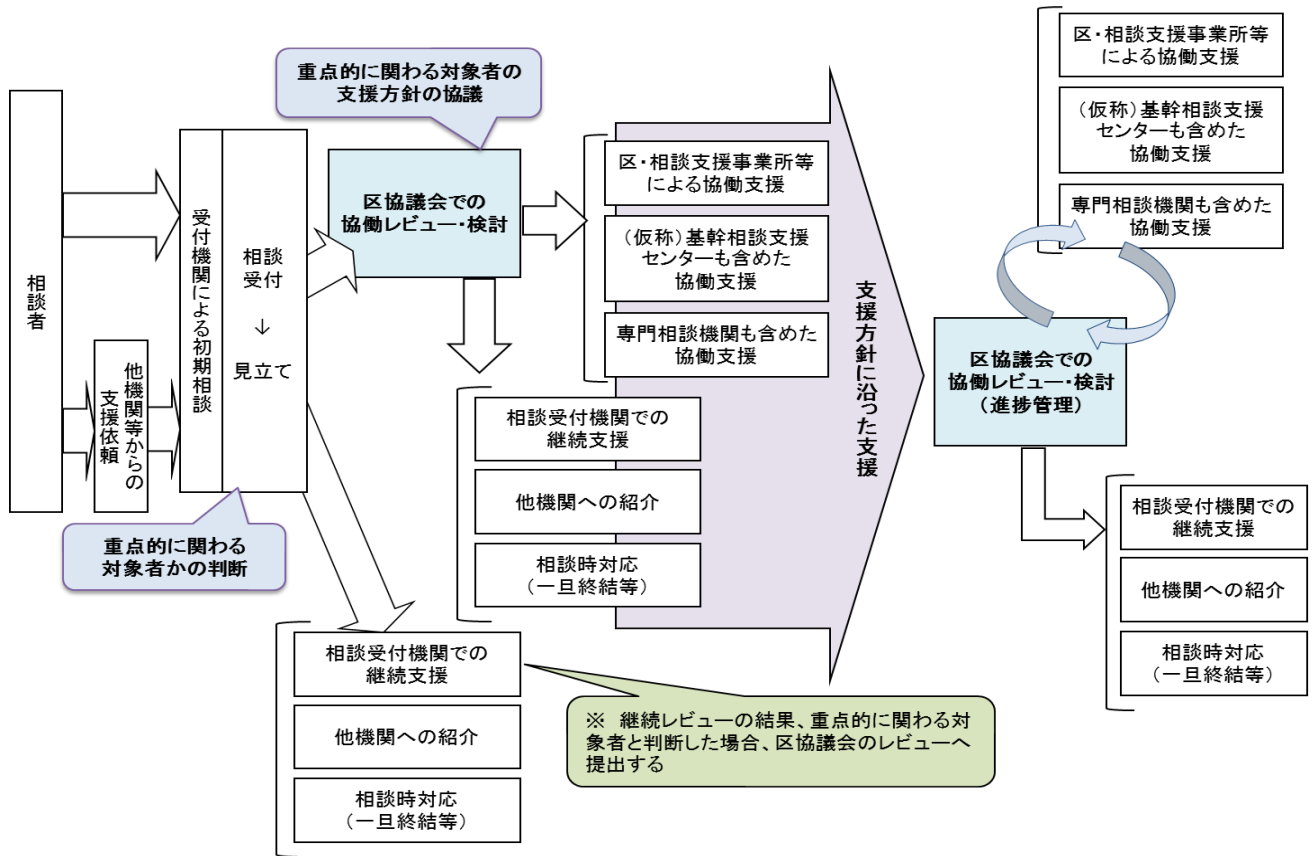 相談者
他機関等からの
支援依頼
受付機関による初期相談
相談
受付
↓
見立て
重点的に関わる
対象者かの判断
重点的に関わる対象者の
支援方針の協議
区協議会での
協働レビュー・検討
区・相談支援事業所等
による協働支援
(仮称)基幹相談支援
センターも含めた
協働支援
専門相談機関も含めた
協働支援
相談受付機関での
継続支援
他機関への紹介
相談時対応
(一旦終結等)
相談受付機関での
継続支援
他機関への紹介
相談時対応
(一旦終結等)
※ 継続レビューの結果、重点的に関わる対
象者と判断した場合、区協議会のレビューへ
提出する
支援方針に沿った支援
区・相談支援事業所等
による協働支援
(仮称)基幹相談支援
センターも含めた
協働支援
専門相談機関も含めた
協働支援
区協議会での
協働レビュー・検討
(進捗管理)
相談受付機関での
継続支援
他機関への紹介
相談時対応
(一旦終結等)